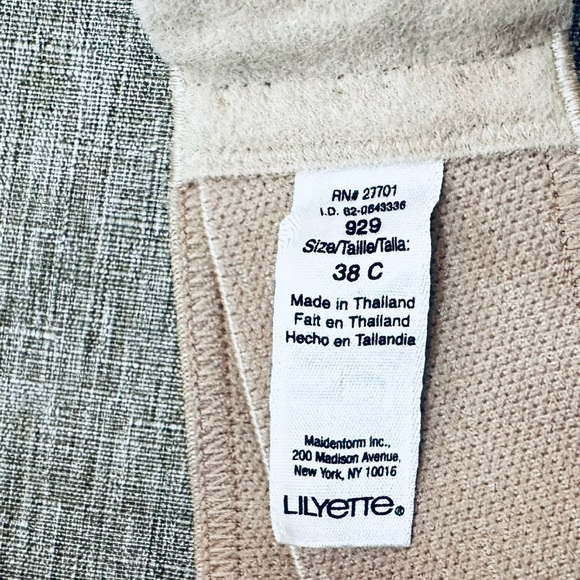 RN# 27701
I.D. 62-0643336
929
Size/Taille/Talla:
38 C
Made in Thailand
Fait en Thailand
Hecho en Tailandia
Maidenform Inc.,
200 Madison Avenue,
New York, NY 10016
LILYETTE®